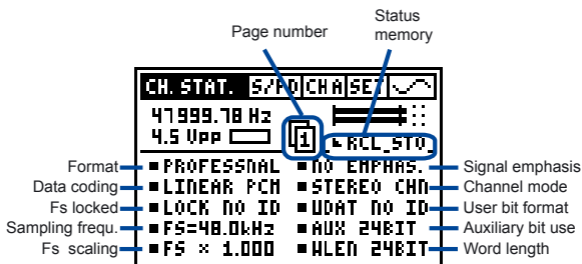 Page number
Status
memory
CH. STAT. S/PD CHA SET
47999.78 Hz
4.5 Vpp
1
RCL_STO
Format ■ PROFESSNAL ■ NO EMPHAS. Signal emphasis
Data coding ■ LINEAR PCM ■ STEREO CHN Channel mode
Fs locked ■ LOCK NO ID ■ UDAT NO ID User bit format
Sampling frequ. ■ FS=48.0kHz ■ AUX 24BIT Auxiliary bit use
Fs scaling ■ FS × 1.000 ■ WLEN 24BIT Word length